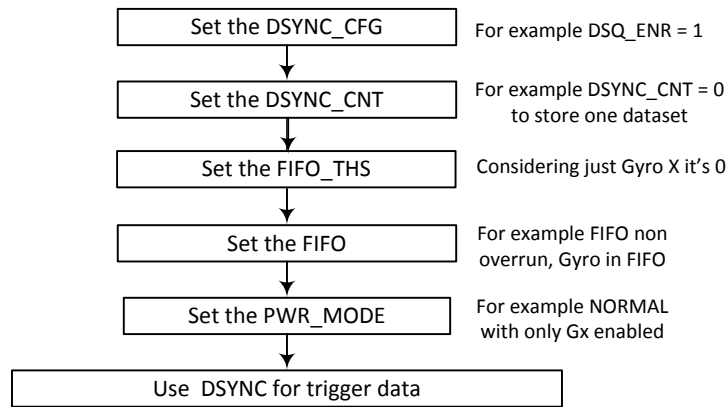 Set the DSYNC_CFG
For example DSQ_ENR = 1
Set the DSYNC_CNT
For example DSYNC_CNT = 0
to store one dataset
Set the FIFO_THS
Considering just Gyro X it’s 0
Set the FIFO
For example FIFO non
overrun, Gyro in FIFO
Set the PWR_MODE
For example NORMAL
with only Gx enabled
Use DSYNC for trigger data